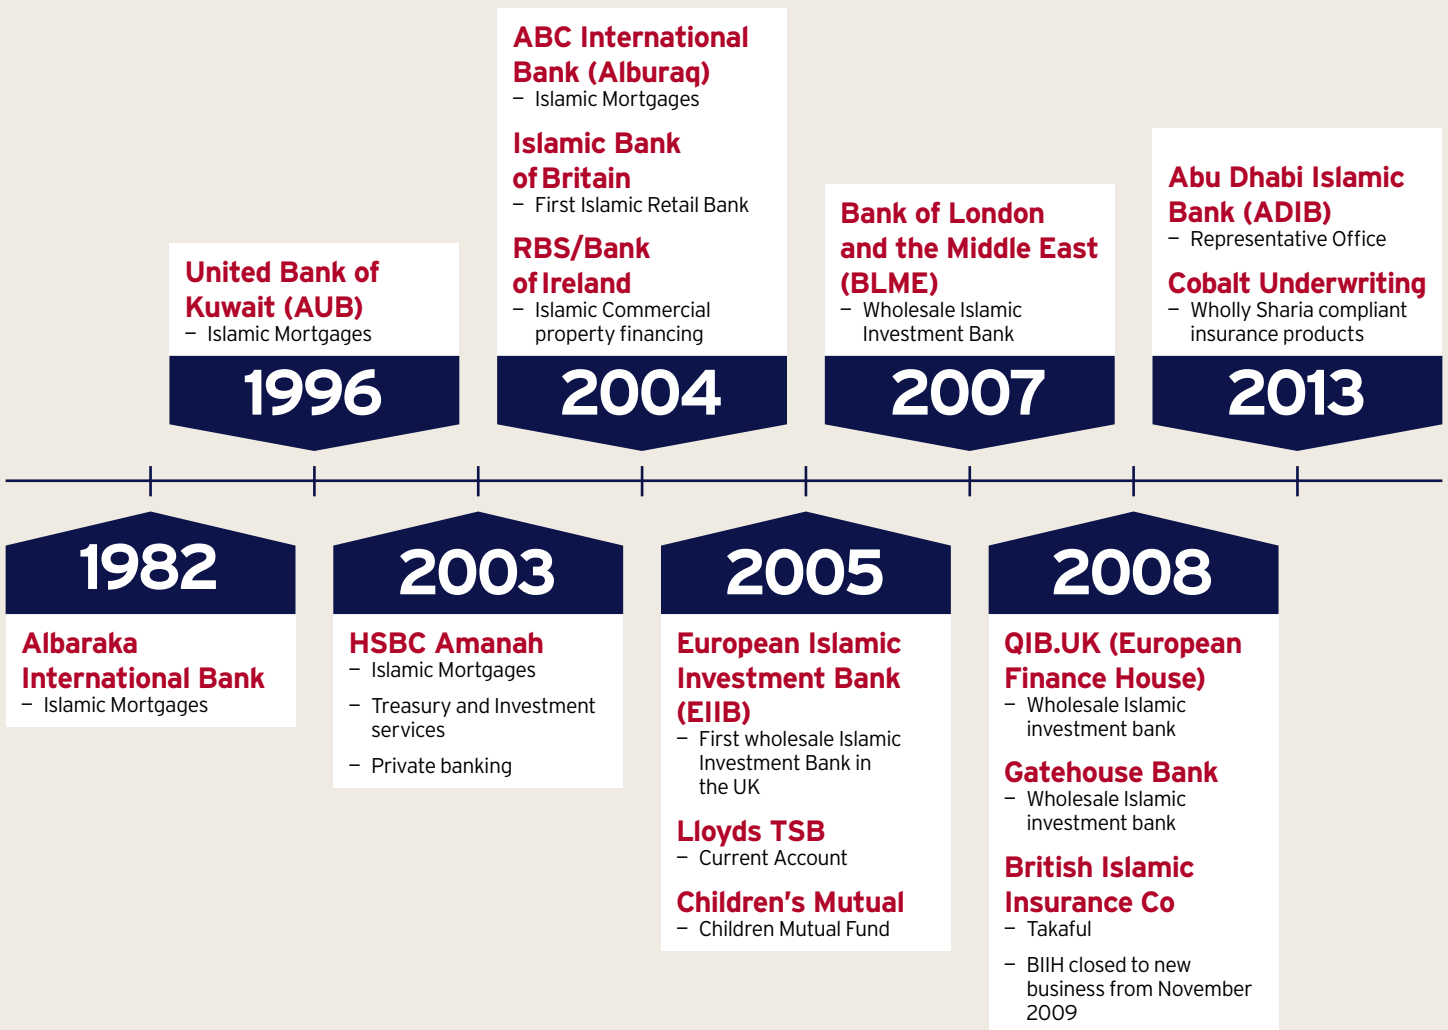 ABC International
Bank (Alburaq)
– Islamic Mortgages
Islamic Bank
of Britain
– First Islamic Retail Bank
RBS/Bank
of Ireland
– Islamic Commercial
property financing
2004
United Bank of
Kuwait (AUB)
– Islamic Mortgages
1996
Bank of London
and the Middle East
(BLME)
– Wholesale Islamic
Investment Bank
2007
Abu Dhabi Islamic
Bank (ADIB)
– Representative Office
Cobalt Underwriting
– Wholly Sharia compliant
insurance products
2013
1982
Albaraka
International Bank
– Islamic Mortgages
2003
HSBC Amanah
– Islamic Mortgages
– Treasury and Investment
services
– Private banking
2005
European Islamic
Investment Bank
(EIIB)
– First wholesale Islamic
Investment Bank in
the UK
Lloyds TSB
– Current Account
Children's Mutual
– Children Mutual Fund
2008
QIB.UK (European
Finance House)
– Wholesale Islamic
investment bank
Gatehouse Bank
– Wholesale Islamic
investment bank
British Islamic
Insurance Co
– Takaful
– BIIH closed to new
business from November
2009